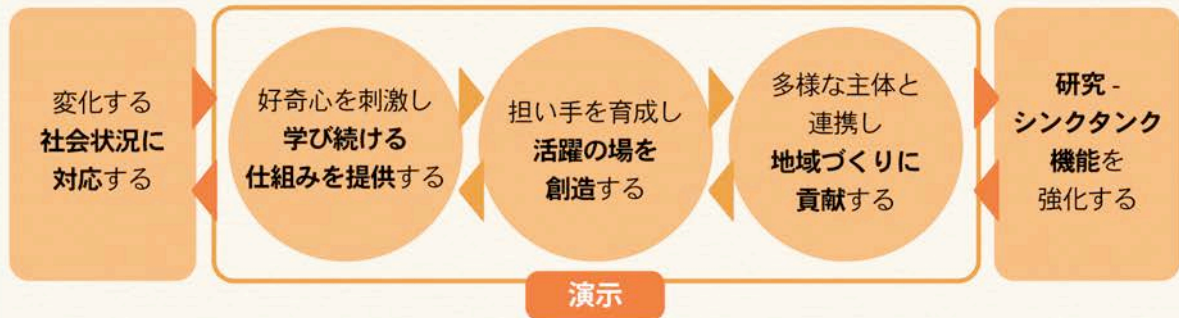 変化する
社会状況に
対応する
好奇心を刺激し
学び続ける
仕組みを提供する
担い手を育成し
活躍の場を
創造する
多様な主体と
連携し
地域づくりに
貢献する
研究 -
シンクタンク
機能を
強化する
演示